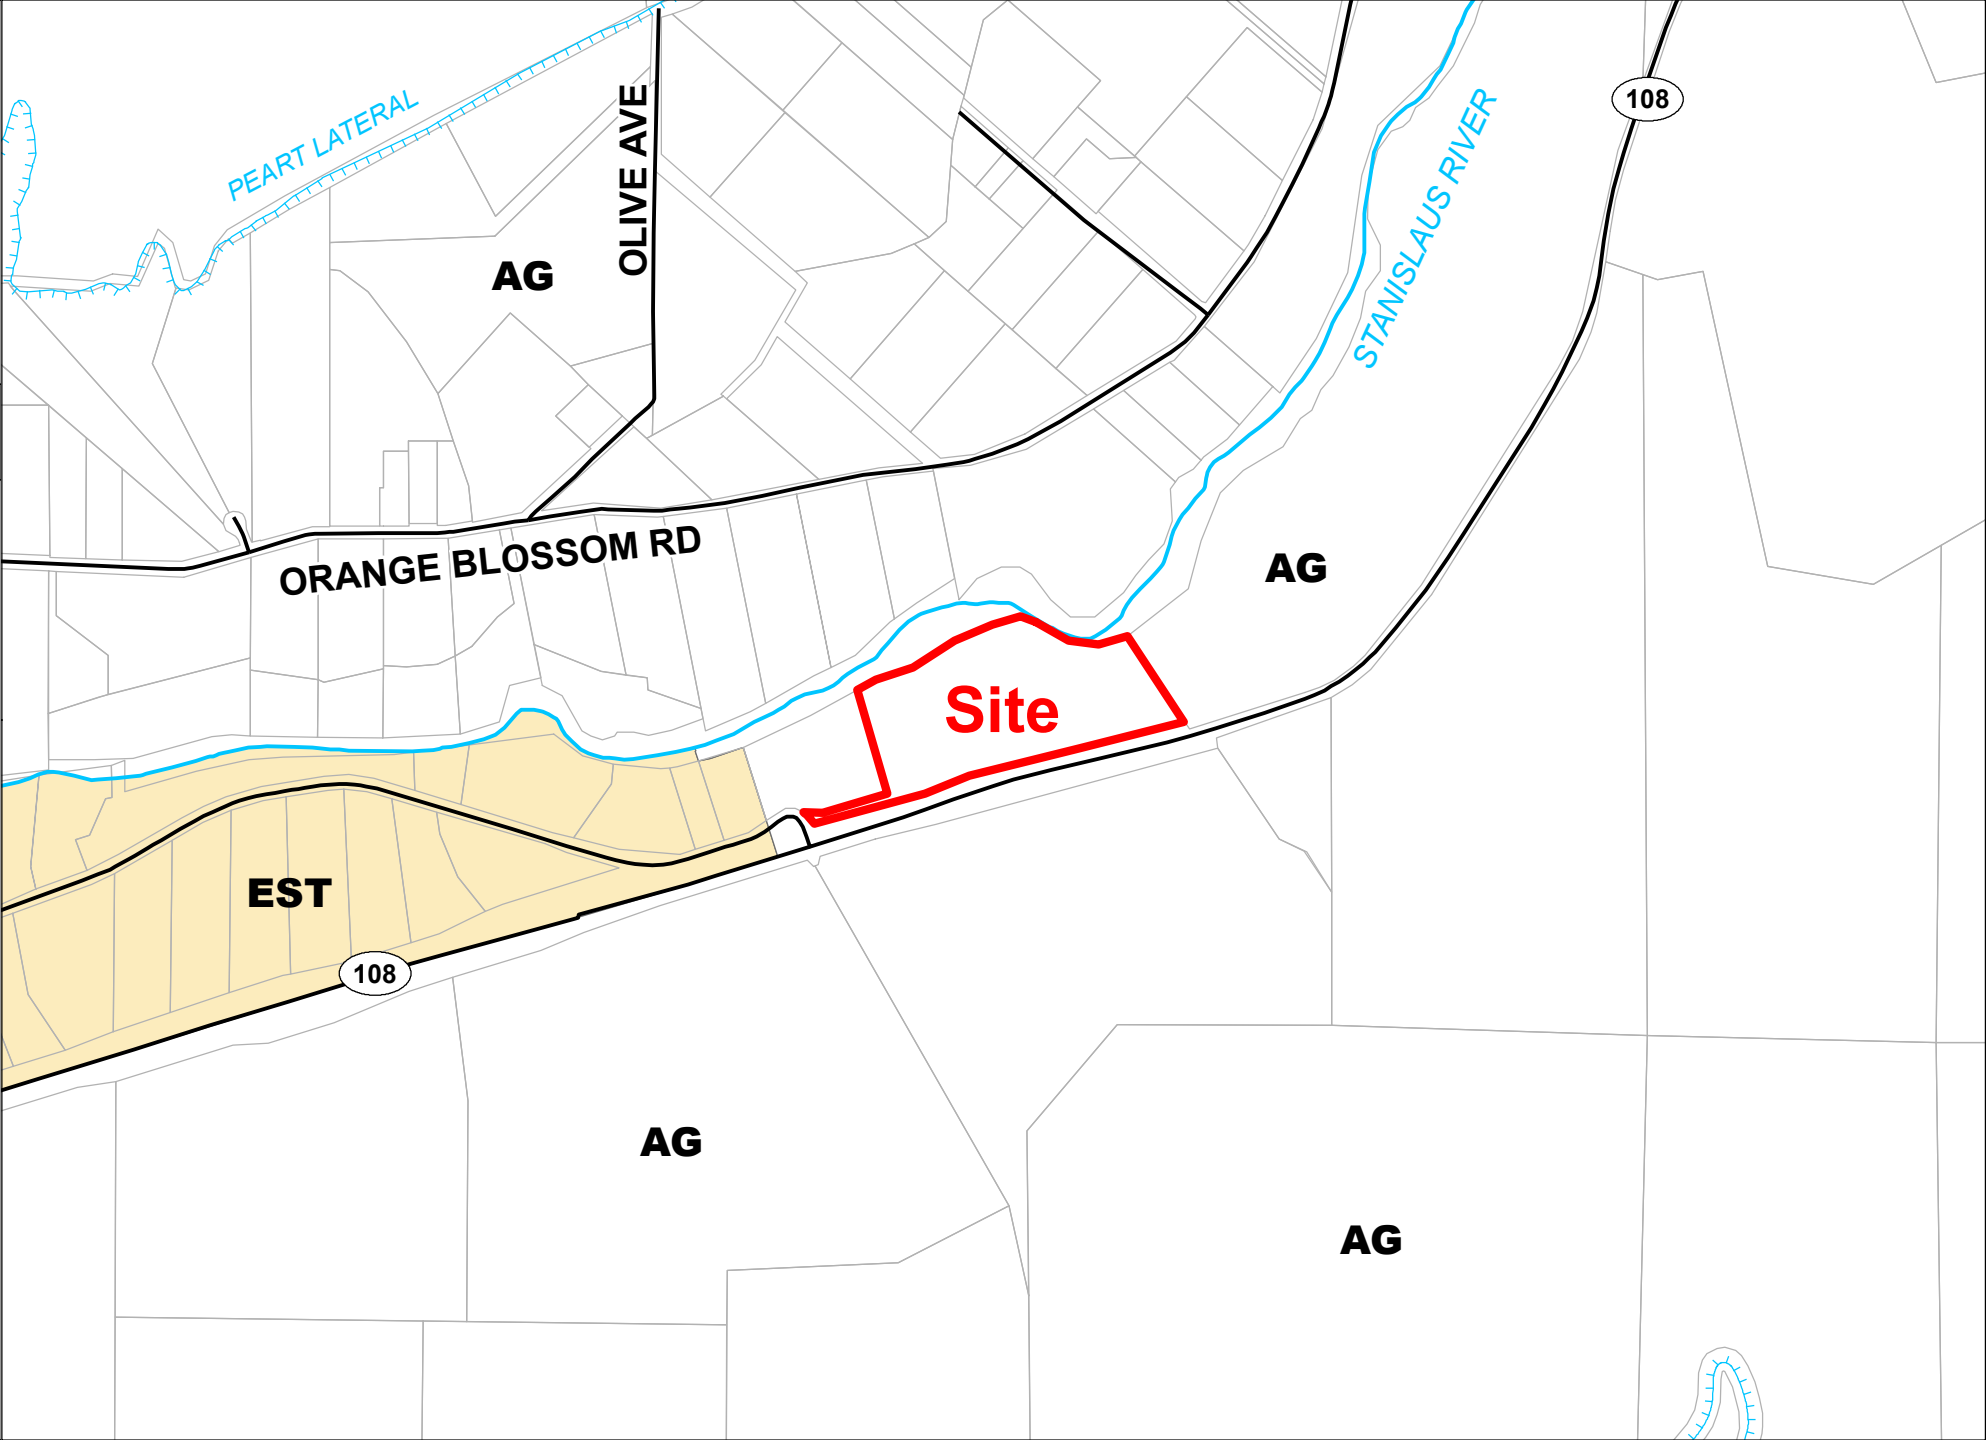 108
PEART LATERAL
OLIVE AVE
STANISLAUS RIVER
AG
ORANGE BLOSSOM RD
AG
Site
EST
108
AG
AG